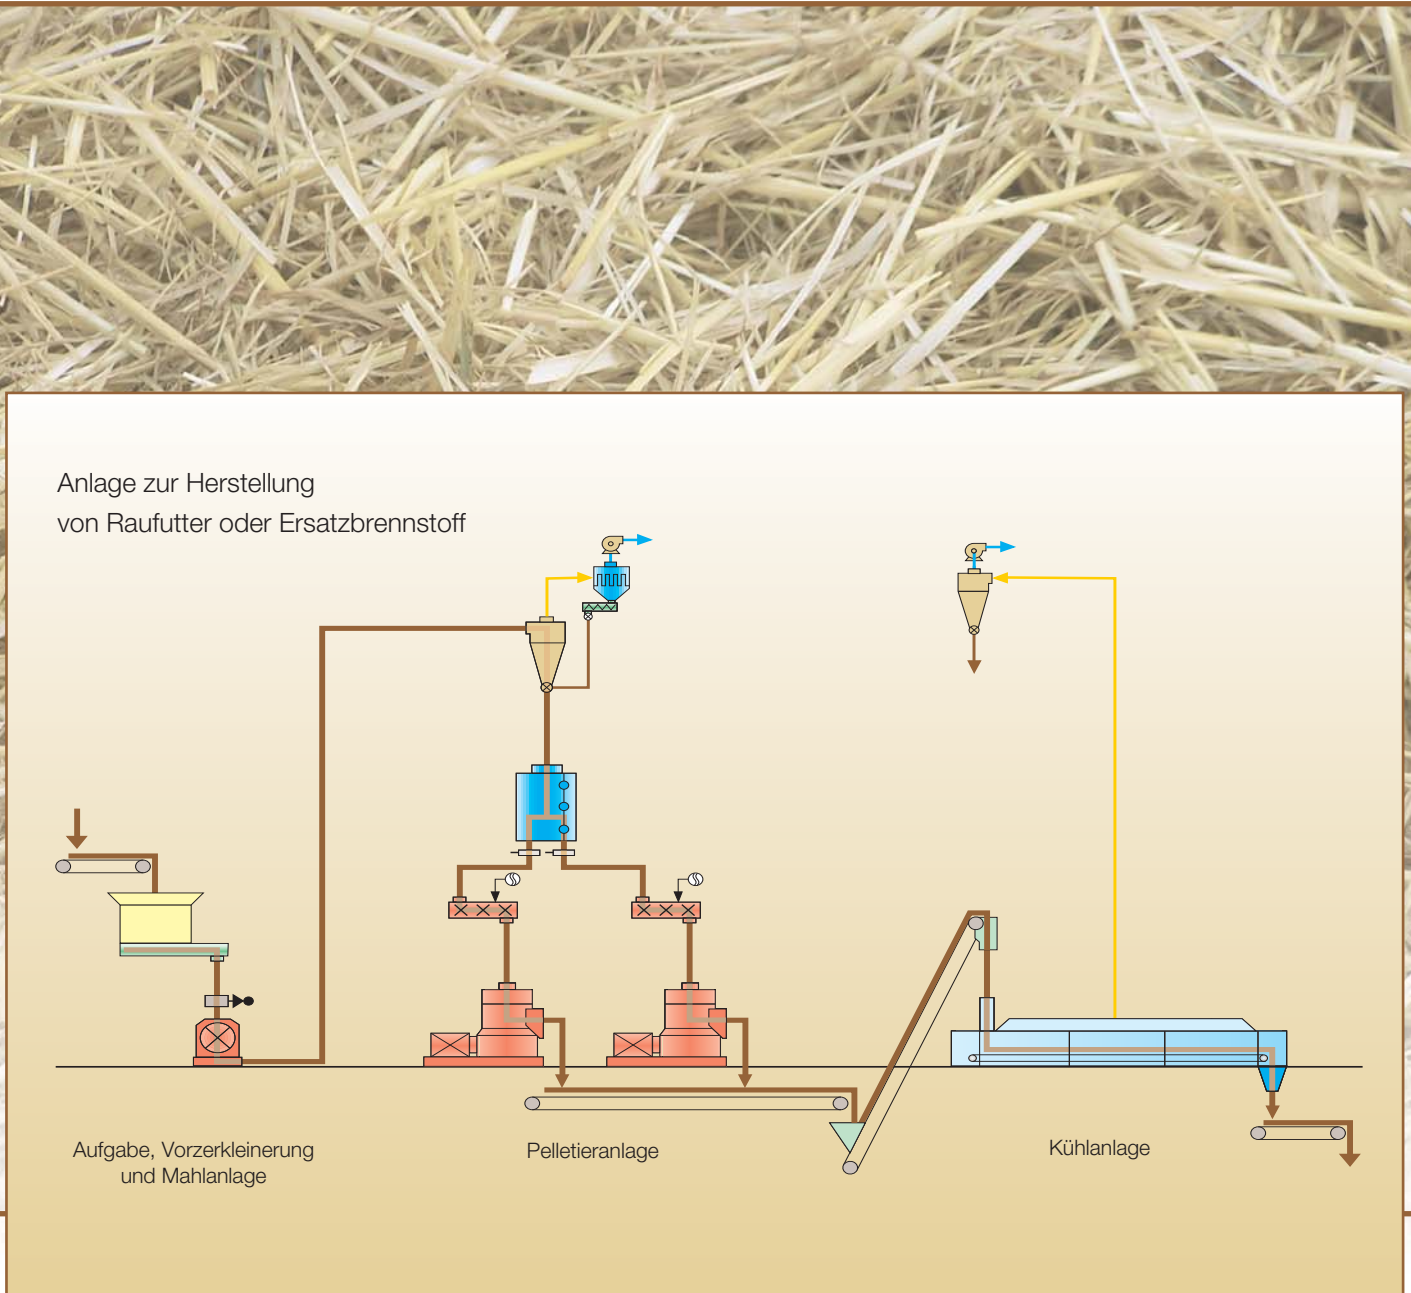 Anlage zur Herstellung
von Raufutter oder Ersatzbrennstoff
Aufgabe, Vorzerkleinerung
und Mahlanlage
Pelletieranlage
Kühlanlage